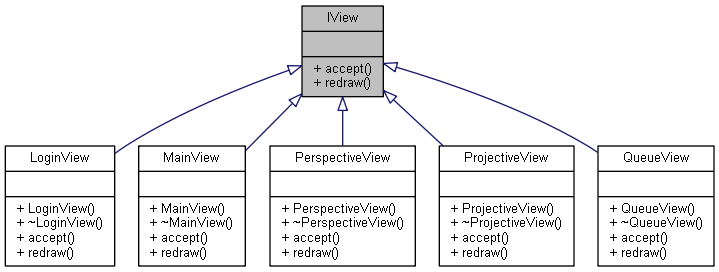 IView
+ accept()
+ redraw()
LoginView
+ LoginView()
+ ~LoginView()
+ accept()
+ redraw()
MainView
+ MainView()
+ ~MainView()
+ accept()
+ redraw()
PerspectiveView
+ PerspectiveView()
+ ~PerspectiveView()
+ accept()
+ redraw()
ProjectiveView
+ ProjectiveView()
+ ~ProjectiveView()
+ accept()
+ redraw()
QueueView
+ QueueView()
+ ~QueueView()
+ accept()
+ redraw()